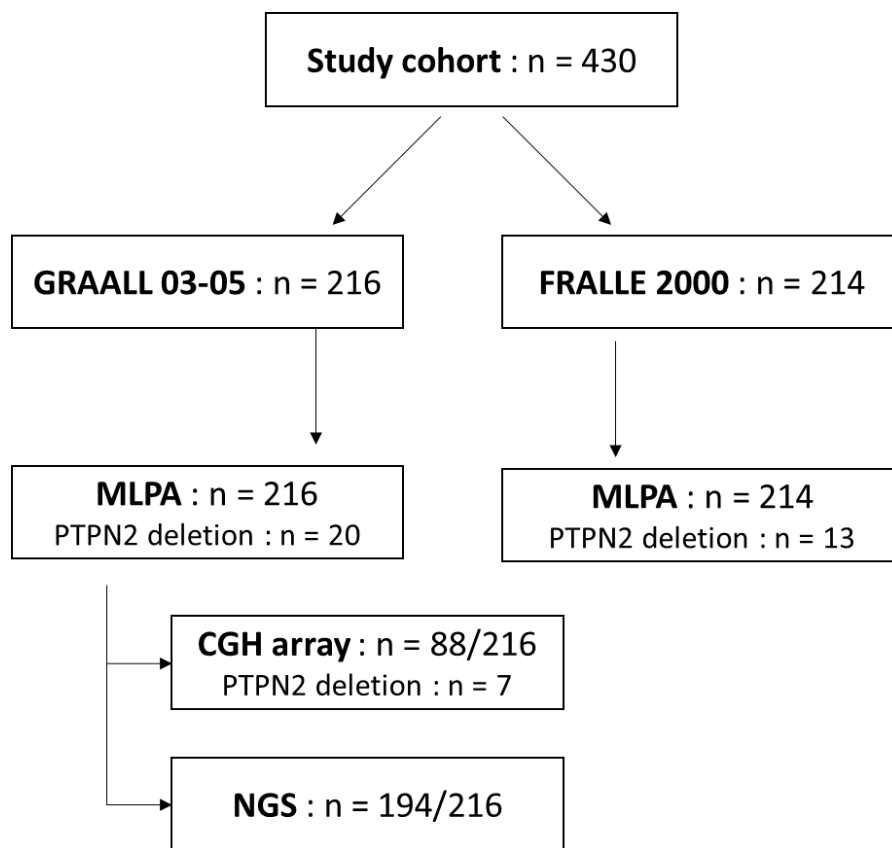 Study cohort : n = 430
GRAALL 03-05 : n = 216
FRALLE 2000 : n = 214
MLPA : n = 216
PTPN2 deletion : n = 20
MLPA : n = 214
PTPN2 deletion : n = 13
CGH array : n = 88/216
PTPN2 deletion : n = 7
NGS : n = 194/216